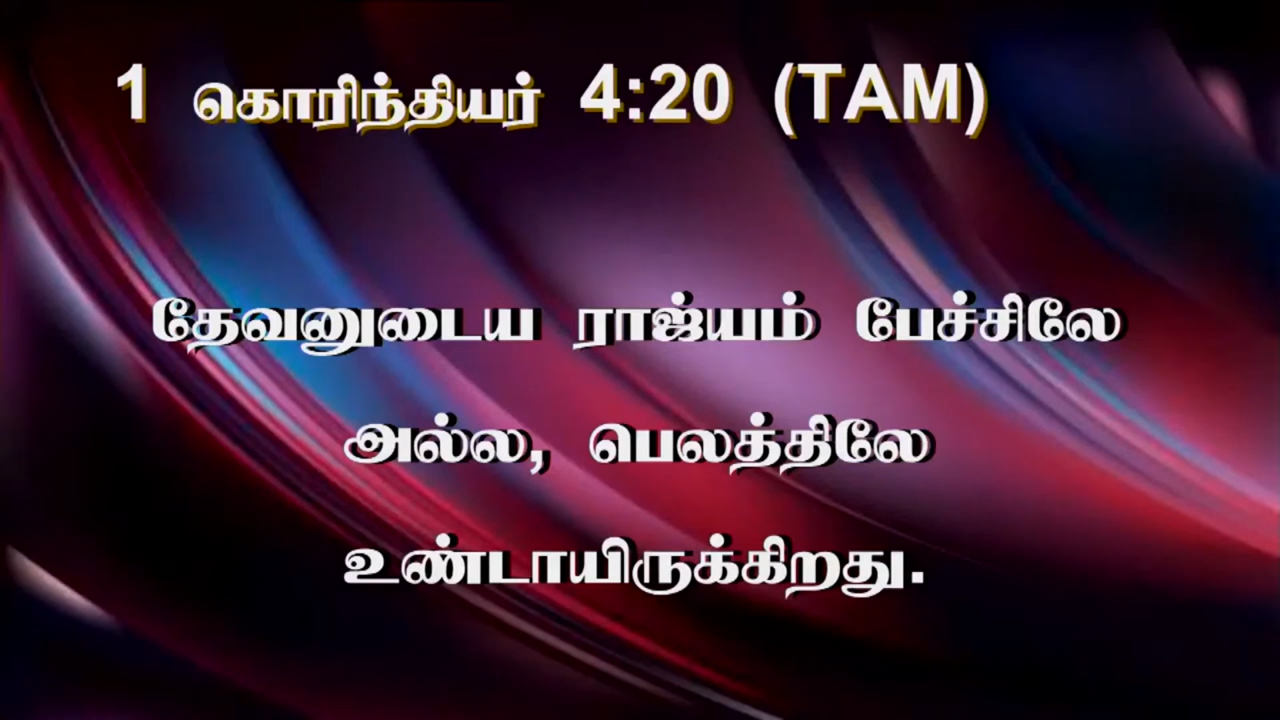 1 கொரிந்தியர் 4:20 (TAM)
தேவனுடைய ராஜ்யம் பேச்சிலே
அல்ல, பெலத்திலே
உண்டாயிருக்கிறது.